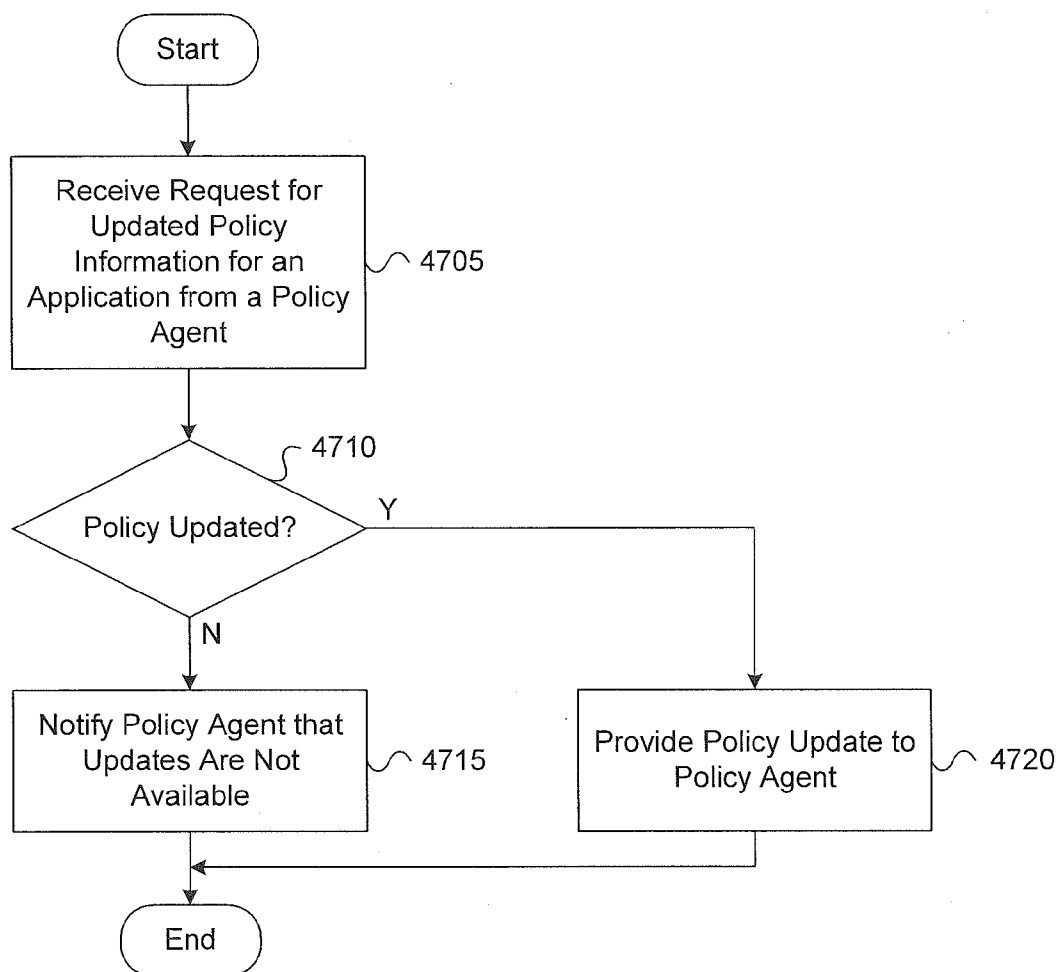 Start
Receive Request for
Updated Policy
Information for an
Application from a Policy
Agent
4705
4710
Policy Updated?
Y
N
Notify Policy Agent that
Updates Are Not
Available
4715
Provide Policy Update to
Policy Agent
4720
End